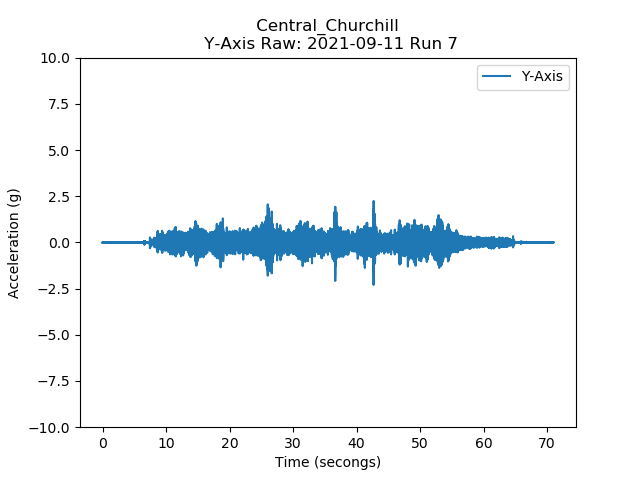 Central_Churchill
Y-Axis Raw: 2021-09-11 Run 7
Y-Axis
10.0
7.5
5.0
2.5
0.0
−2.5
−5.0
−7.5
−10.0
Acceleration (g)
0 10 20 30 40 50 60 70
Time (seconds)